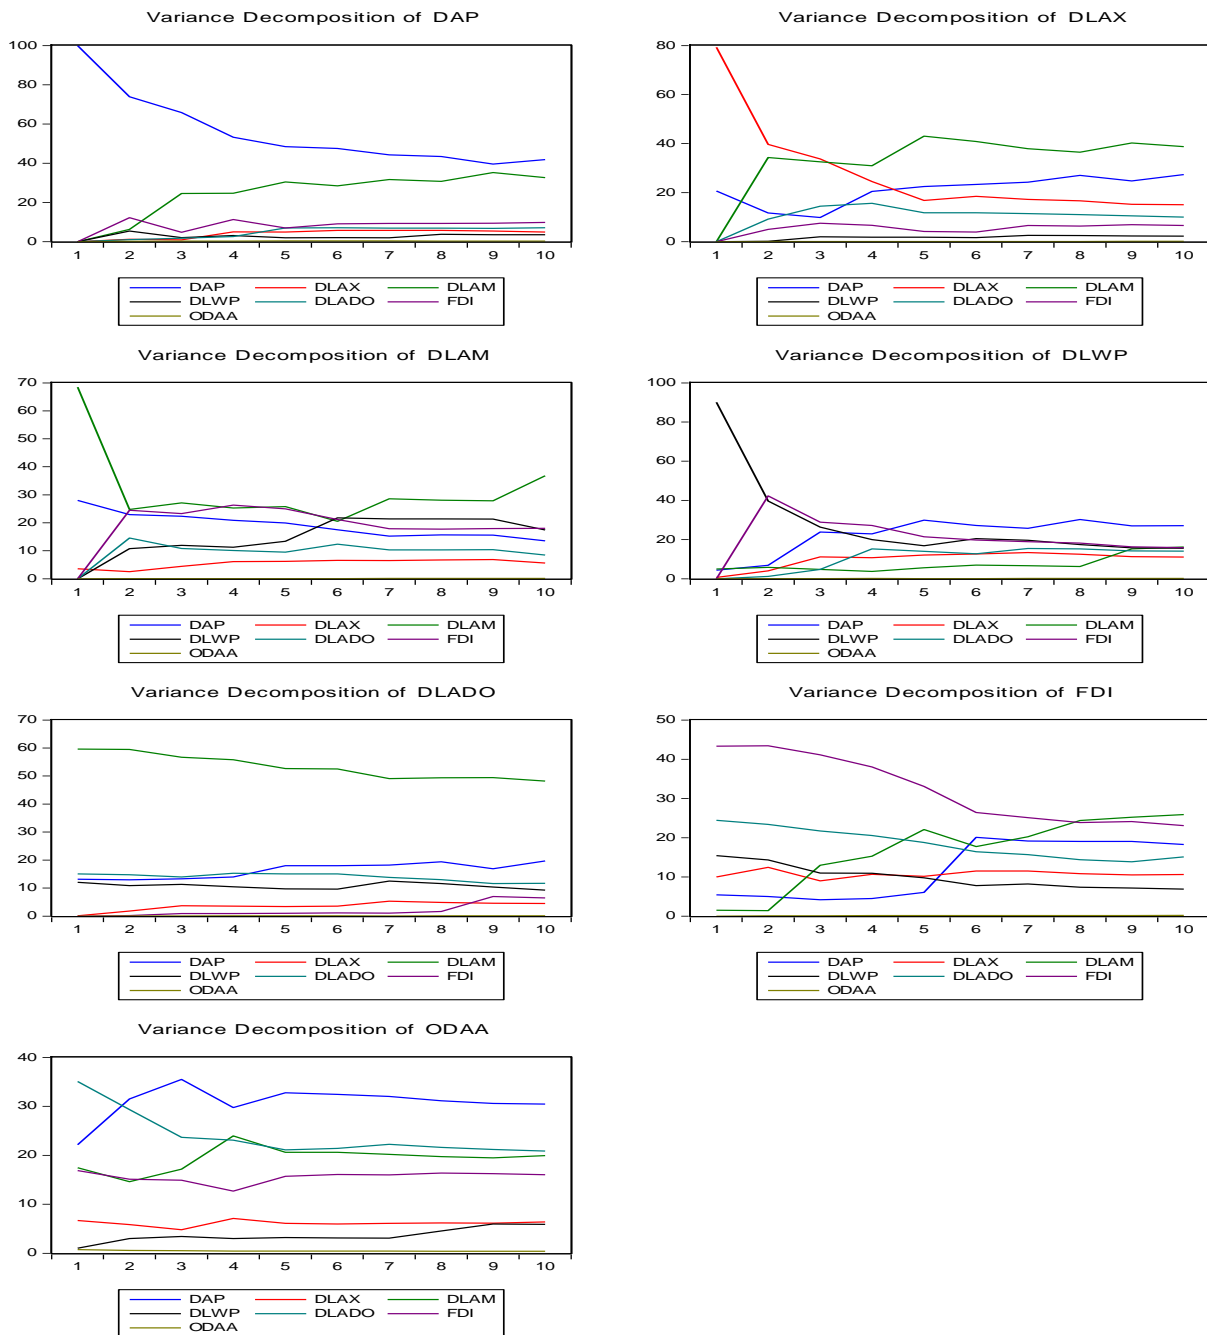 Variance Decomposition of DAP
100
80
60
40
20
0
1 2 3 4 5 6 7 8 9 10
DAP DLAX DLAM
DLWP DLADO FDI
ODAA
Variance Decomposition of DLAX
80
60
40
20
0
1 2 3 4 5 6 7 8 9 10
DAP DLAX DLAM
DLWP DLADO FDI
ODAA
Variance Decomposition of DLAM
70
60
50
40
30
20
10
0
1 2 3 4 5 6 7 8 9 10
DAP DLAX DLAM
DLWP DLADO FDI
ODAA
Variance Decomposition of DLWP
100
80
60
40
20
0
1 2 3 4 5 6 7 8 9 10
DAP DLAX DLAM
DLWP DLADO FDI
ODAA
Variance Decomposition of DLADO
70
60
50
40
30
20
10
0
1 2 3 4 5 6 7 8 9 10
DAP DLAX DLAM
DLWP DLADO FDI
ODAA
Variance Decomposition of FDI
50
40
30
20
10
0
1 2 3 4 5 6 7 8 9 10
DAP DLAX DLAM
DLWP DLADO FDI
ODAA
Variance Decomposition of ODAA
40
30
20
10
0
1 2 3 4 5 6 7 8 9 10
DAP DLAX DLAM
DLWP DLADO FDI
ODAA